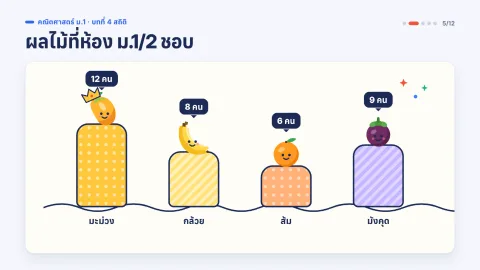 คณิตศาสตร์ ม.1 · บทที่ 4 สถิติ
5/12
ผลไม้ที่ห้อง ม.1/2 ชอบ
12 คน
8 คน
6 คน
9 คน
มะม่วง
กล้วย
ส้ม
มังคุด